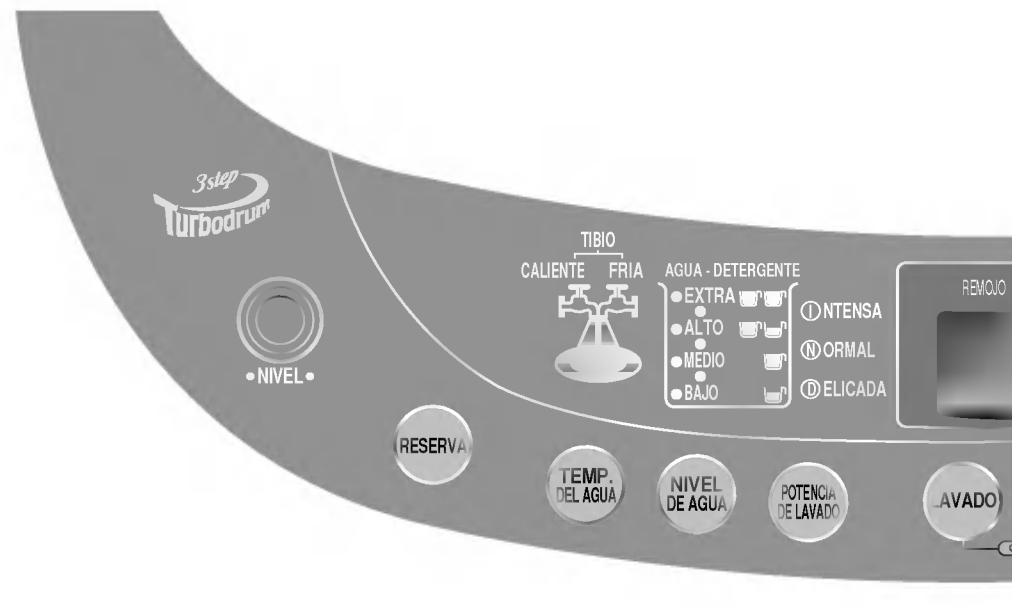 3step
Turbodrum
•NIVEL•
RESERVA
TIBIO
CALIENTE FRIA
AGUA - DETERGENTE
EXTRA
ALTO
MEDIO
BAJO
INTENSA
NORMAL
DELICADA
REMOJO
TEMP.
DEL AGUA
NIVEL
DE AGUA
POTENCIA
DE LAVADO
LAVADO